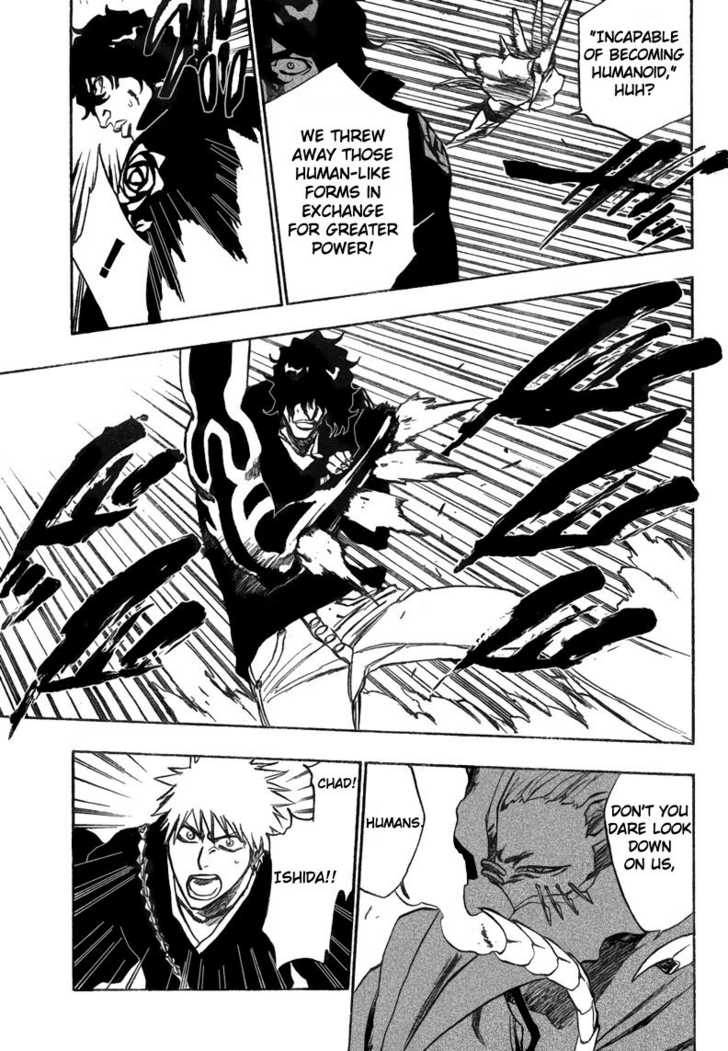 "INCAPABLE
OF BECOMING
HUMANOID,"
HUH?
WE THREW
AWAY THOSE
HUMAN-LIKE
FORMS IN
EXCHANGE
FOR GREATER
POWER!
!
DON'T YOU
DARE LOOK
DOWN
ON US,
HUMANS.
CHAD!
ISHIDA!!